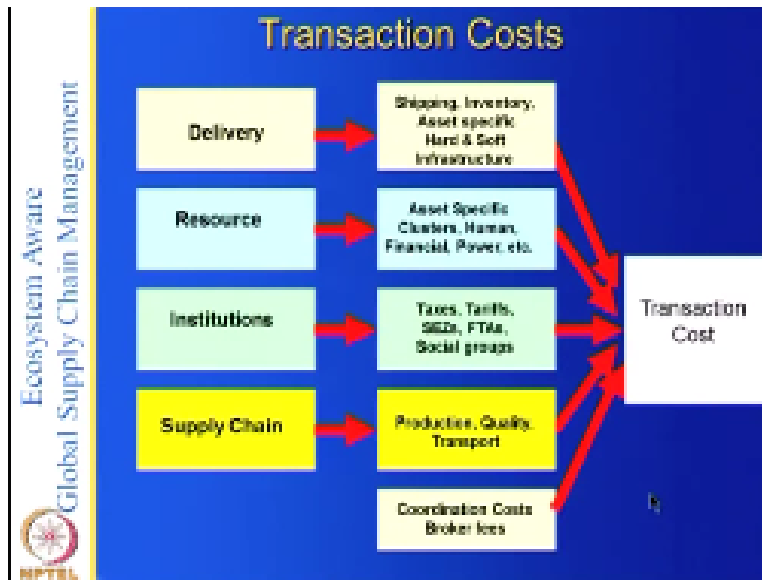 Transaction Costs
Ecosystem Aware
Global Supply Chain Management
Delivery
Shipping, Inventory,
Asset specific
Hard & Soft
Infrastructure
Resource
Asset Specific
Clusters, Human,
Financial, Power, etc.
Institutions
Taxes, Tariffs,
SEZs, FTAs,
Social groups
Supply Chain
Production, Quality,
Transport
Coordination Costs
Broker fees
Transaction
Cost
NPTEL